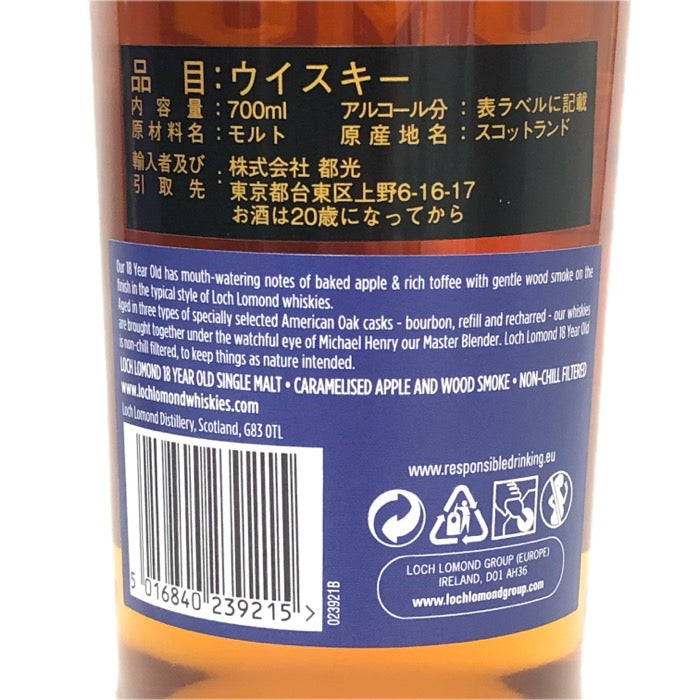 品 目：ウイスキー
内 容 量：700ml アルコール分：表ラベルに記載
原材料名：モルト 原 産 地 名：スコットランド
輸入者及び 株式会社 都光
引 取 先：東京都台東区上野6-16-17
お酒は20歳になってから
Our 18 Year Old has mouth-watering notes of baked apple & rich toffee with gentle wood smoke on the
finish in the typical style of Loch Lomond whiskies.
Aged in three types of specially selected American Oak casks - bourbon, refill and recharred - our whiskies
are brought together under the watchful eye of Michael Henry our Master Blender. Loch Lomond 18 Year Old
is non-chill filtered, to keep things as nature intended.
LOCH LOMOND 18 YEAR OLD SINGLE MALT • CARAMELISED APPLE AND WOOD SMOKE • NON-CHILL FILTERED
www.lochlomondwhiskies.com
Loch Lomond Distillery, Scotland, G83 0TL
www.responsibledrinking.eu
LOCH LOMOND GROUP (EUROPE)
IRELAND, D01 AH36
www.lochlomondgroup.com
5 016840 239215 >
023921B